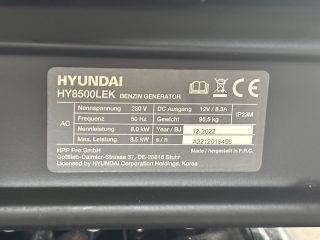 HYUNDAI
HY8500LEK BENZIN GENERATOR
AC Nennspannung 230 V DC Ausgang 12V / 8.3A IP23M
Frequenz 50 Hz Gewicht 95,5 kg
Nennleistung 8.0 kW Year / BJ 12-2022
Max. Leistung 8.5 kW s / n A2212018456
HPP Pro GmbH Made / hergestellt in P.R.C.
Gottlieb-Daimler-Strasse 37, DE-28816 Stuhr
Licensed by HYUNDAI Corporation Holdings, Korea